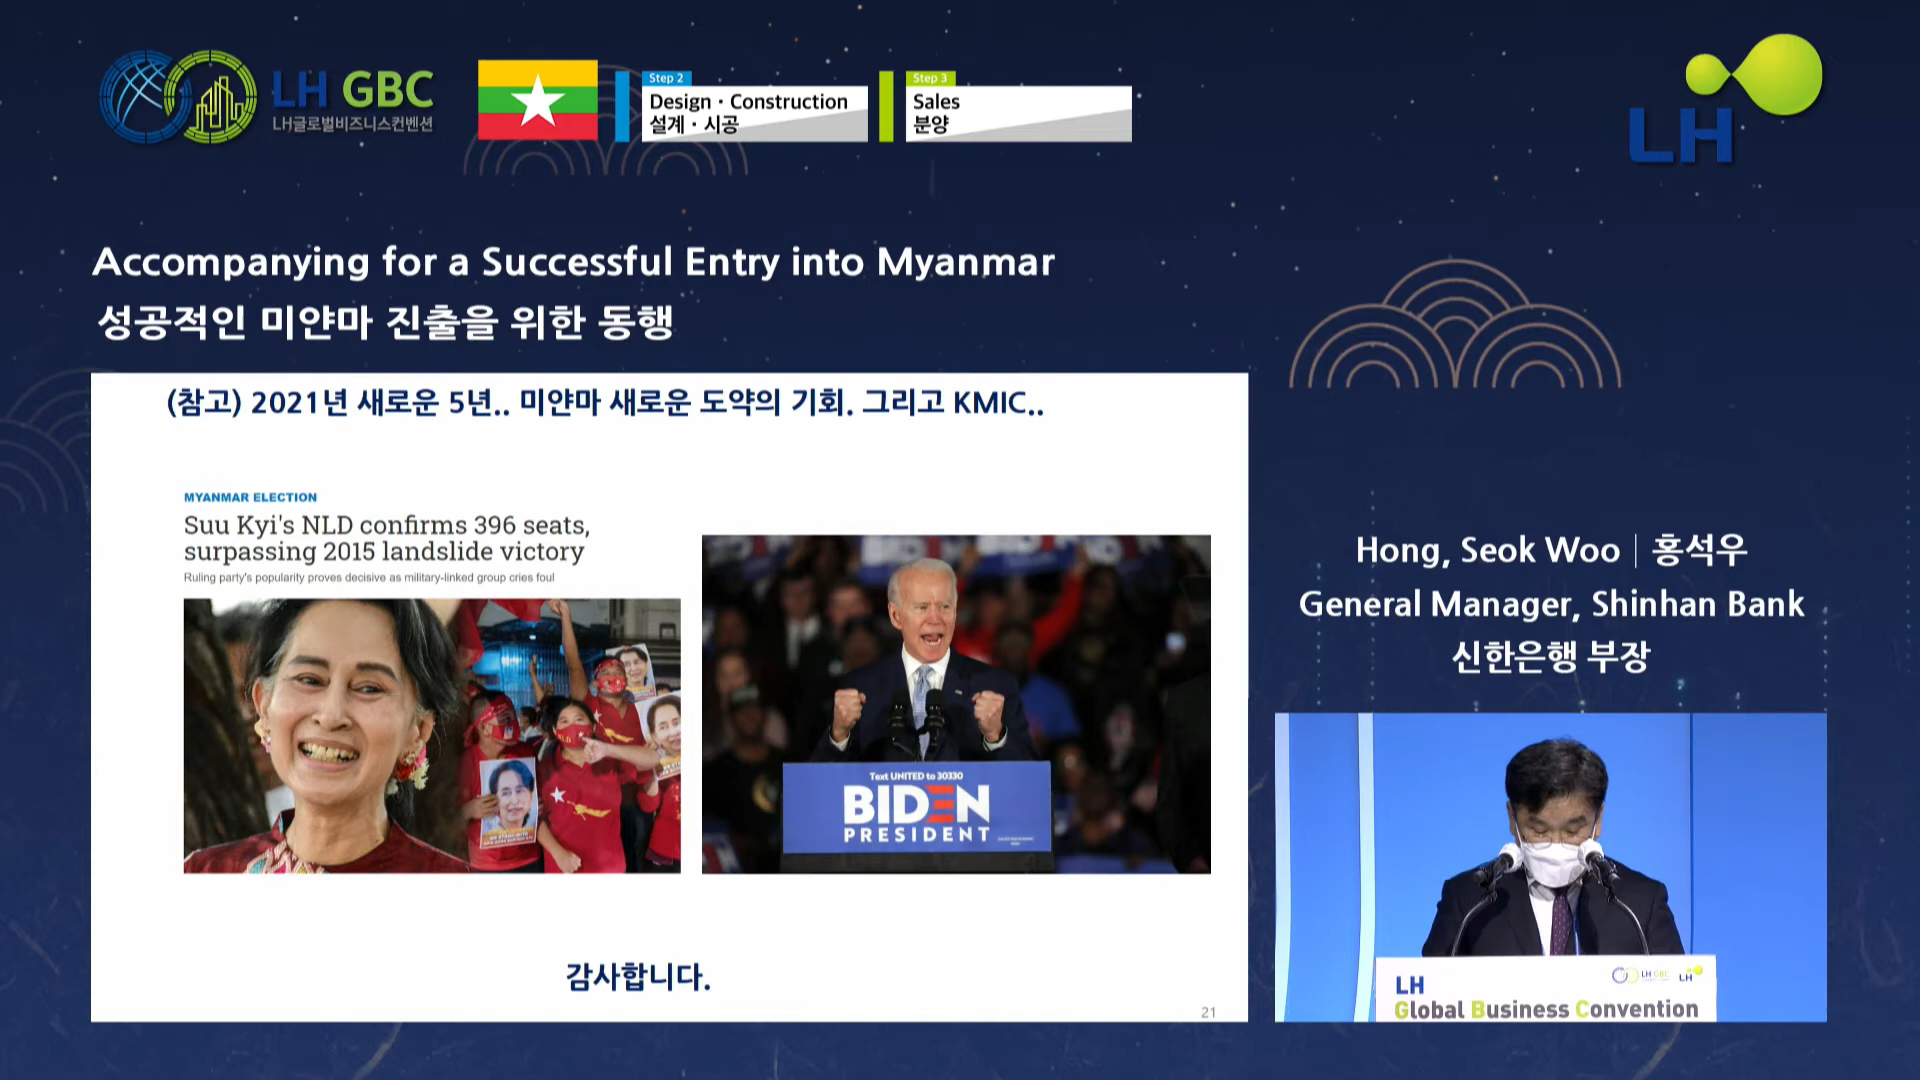 LH GBC
LH글로벌비즈니스컨벤션
Step 2
Design · Construction
설계 · 시공
Step 3
Sales
분양
LH
Accompanying for a Successful Entry into Myanmar
성공적인 미얀마 진출을 위한 동행
(참고) 2021년 새로운 5년.. 미얀마 새로운 도약의 기회. 그리고 KMIC..
MYANMAR ELECTION
Suu Kyi's NLD confirms 396 seats,
surpassing 2015 landslide victory
Ruling party's popularity proves decisive as military-linked group cries foul
Text UNITED to 30330
BIDEN
PRESIDENT
감사합니다.
21
Hong, Seok Woo | 홍석우
General Manager, Shinhan Bank
신한은행 부장
LH GBC
LH
LH
Global Business Convention